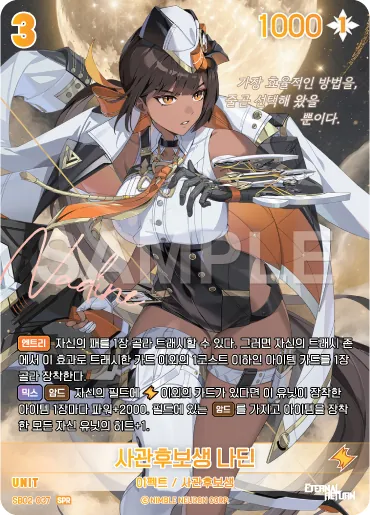 3
1000
1
가장 효율적인 방법을,
줄곧 선택해 왔을
뿐이다.
SAMPLE
Nadine
엔트리 자신의 패를 1장 골라 트래시할 수 있다. 그러면 자신의 트래시 존
에서 이 효과로 트래시한 카드 이외의 1코스트 이하인 아이템 카드를 1장
골라 장착한다.
믹스 암드 자신의 필드에 이외의 카드가 있다면 이 유닛이 장착한
아이템 1장마다 파워+2000. 필드에 있는 암드 를 가지고 아이템을 장착
한 모든 자신 유닛의 히트+1.
사관후보생 나딘
UNIT
이펙트 / 사관후보생
SD02-037 SPR
© NIMBLE NEURON CORP.
ETERNAL RETURN